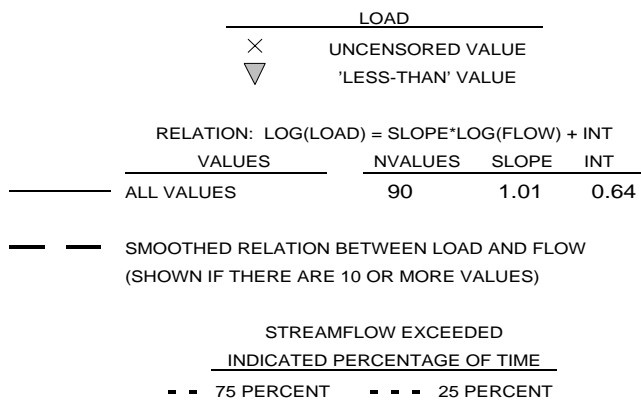 LOAD
UNCENSORED VALUE
'LESS-THAN' VALUE
RELATION: LOG(LOAD) = SLOPE*LOG(FLOW) + INT
VALUES NVALUES SLOPE INT
ALL VALUES 90 1.01 0.64
SMOOTHED RELATION BETWEEN LOAD AND FLOW
(SHOWN IF THERE ARE 10 OR MORE VALUES)
STREAMFLOW EXCEEDED
INDICATED PERCENTAGE OF TIME
75 PERCENT 25 PERCENT